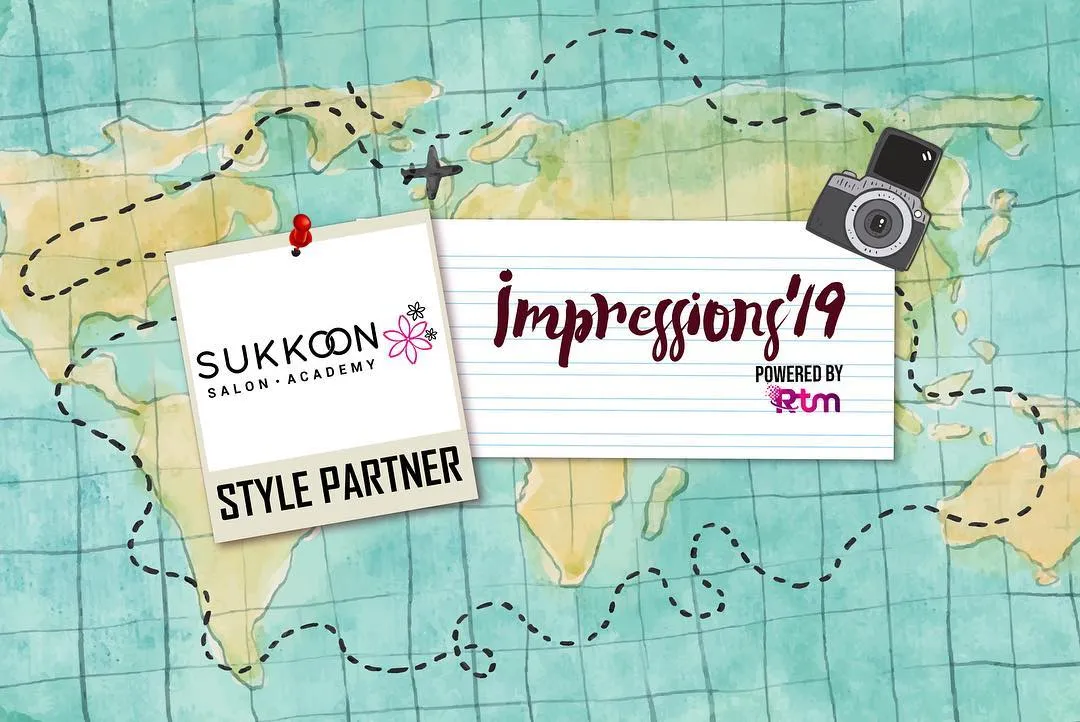 SUKKOON
SALON · ACADEMY
STYLE PARTNER
impressions'19
POWERED BY
Rtm